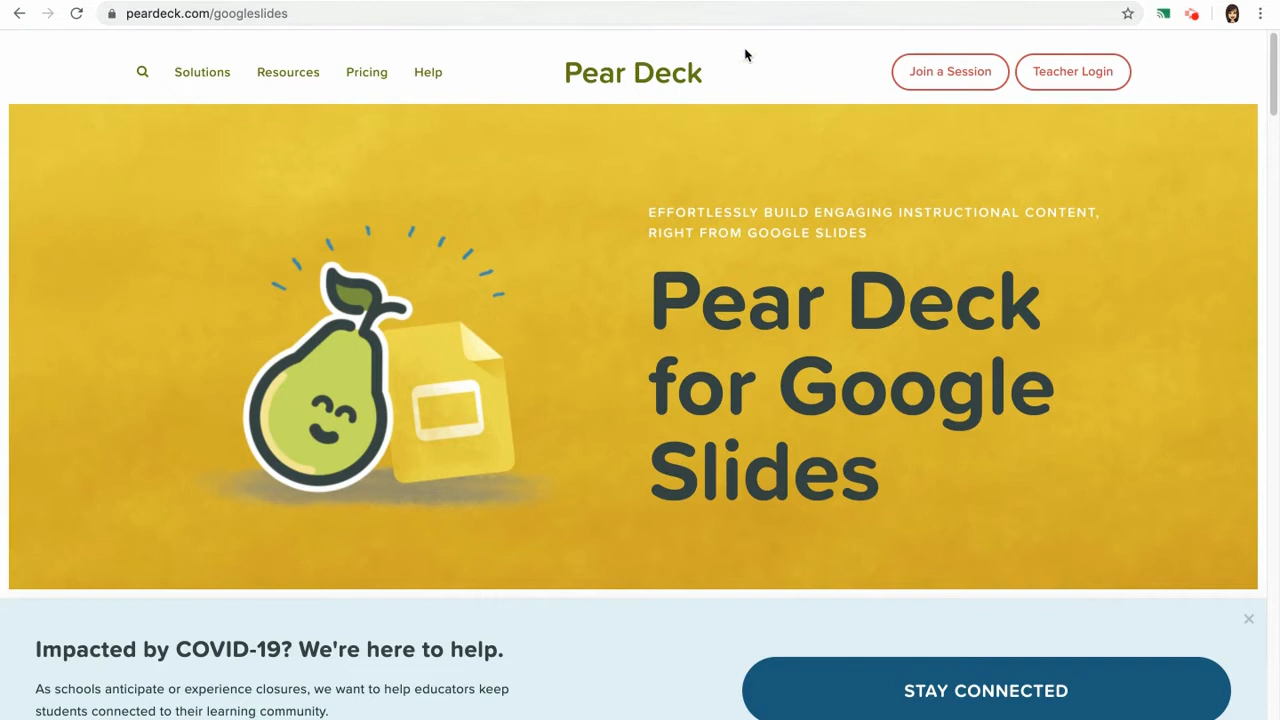 peardeck.com/googleslides
Solutions Resources Pricing Help Pear Deck Join a Session Teacher Login
EFFORTLESSLY BUILD ENGAGING INSTRUCTIONAL CONTENT,
RIGHT FROM GOOGLE SLIDES
Pear Deck
for Google
Slides
Impacted by COVID-19? We're here to help.
As schools anticipate or experience closures, we want to help educators keep
students connected to their learning community.
STAY CONNECTED